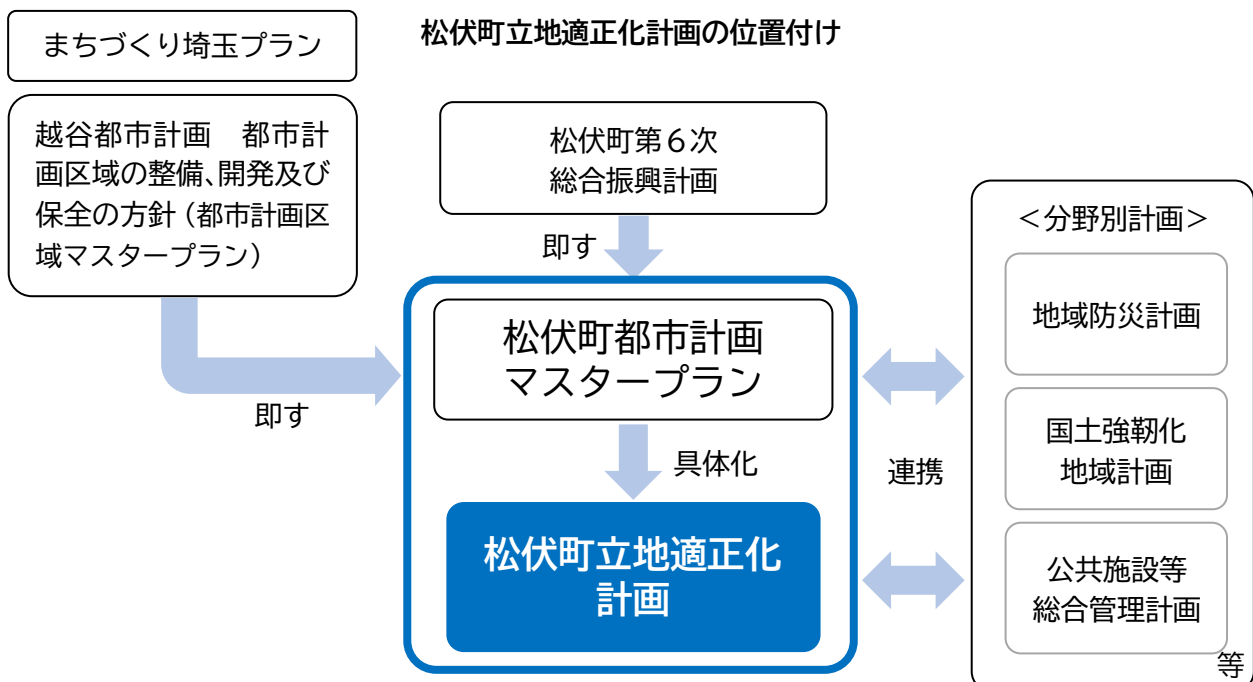 松伏町立地適正化計画の位置付け
まちづくり埼玉プラン
越谷都市計画　都市計
画区域の整備、開発及び
保全の方針（都市計画区
域マスタープラン）
即す
松伏町第６次
総合振興計画
即す
松伏町都市計画
マスタープラン
具体化
松伏町立地適正化
計画
連携
＜分野別計画＞
地域防災計画
国土強靭化
地域計画
公共施設等
総合管理計画
等